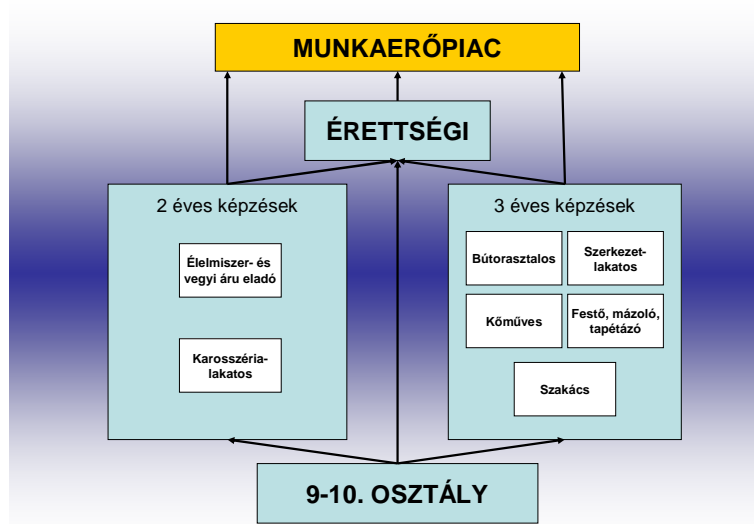 MUNKAERŐPIAC
ÉRETTSÉGI
2 éves képzések
Élelmiszer- és
vegyi áru eladó
Karosszéria-
lakatos
3 éves képzések
Bútorasztalos
Szerkezet-
lakatos
Kőműves
Festő, mázoló,
tapétázó
Szakács
9-10. OSZTÁLY